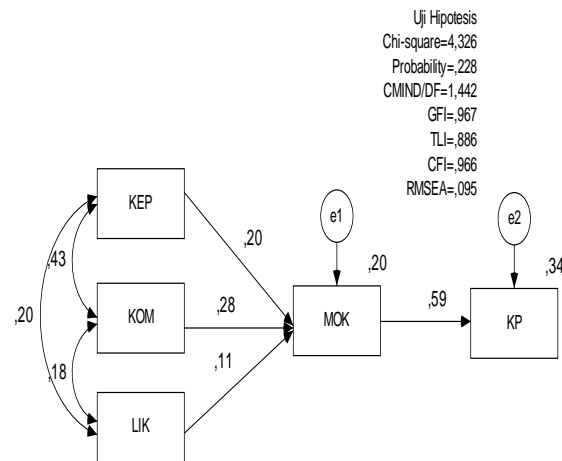 Uji Hipotesis
Chi-square=4,326
Probability=,228
CMIND/DF=1,442
GFI=,967
TLI=,886
CFI=,966
RMSEA=,095
KEP
e1
e2
,20
,20
,34
,43
,20
KOM
,28
MOK
,59
KP
,18
,11
LIK